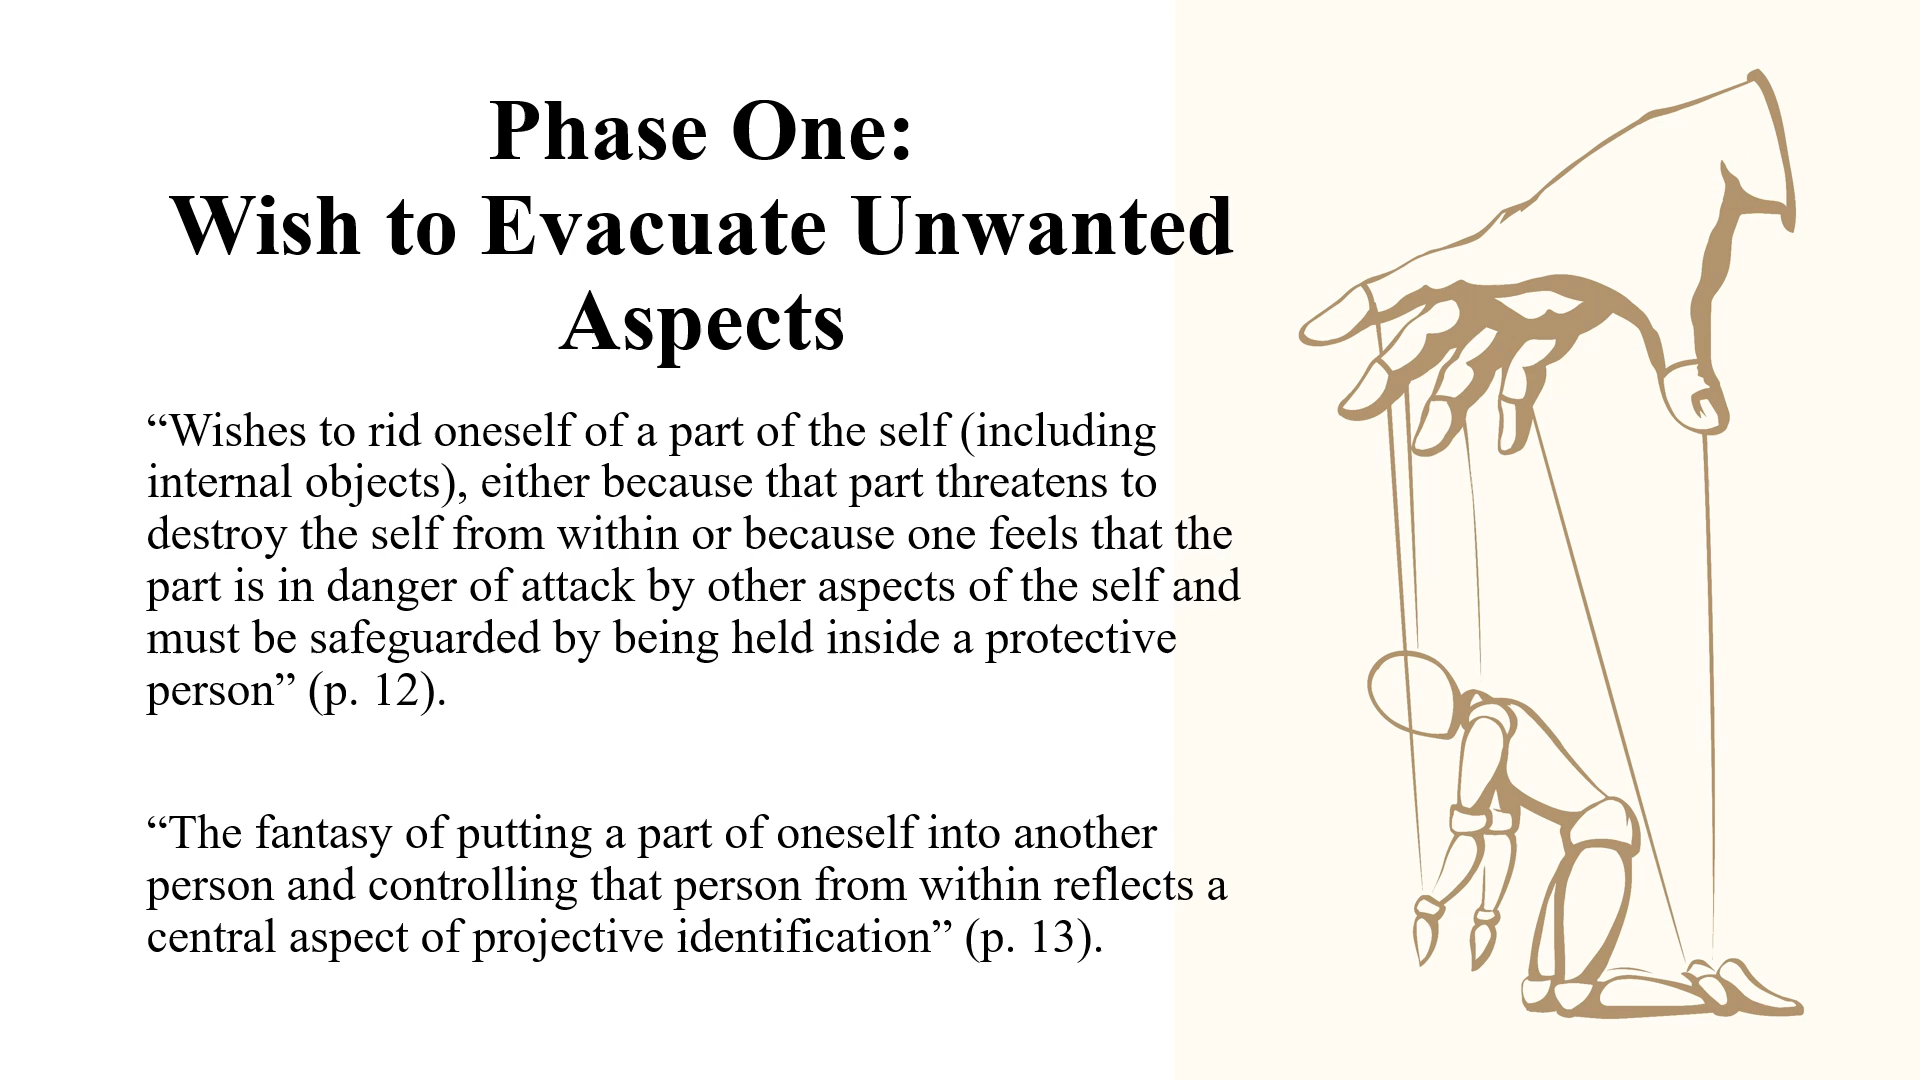 Phase One:
Wish to Evacuate Unwanted
Aspects
“Wishes to rid oneself of a part of the self (including
internal objects), either because that part threatens to
destroy the self from within or because one feels that the
part is in danger of attack by other aspects of the self and
must be safeguarded by being held inside a protective
person” (p. 12).
“The fantasy of putting a part of oneself into another
person and controlling that person from within reflects a
central aspect of projective identification” (p. 13).